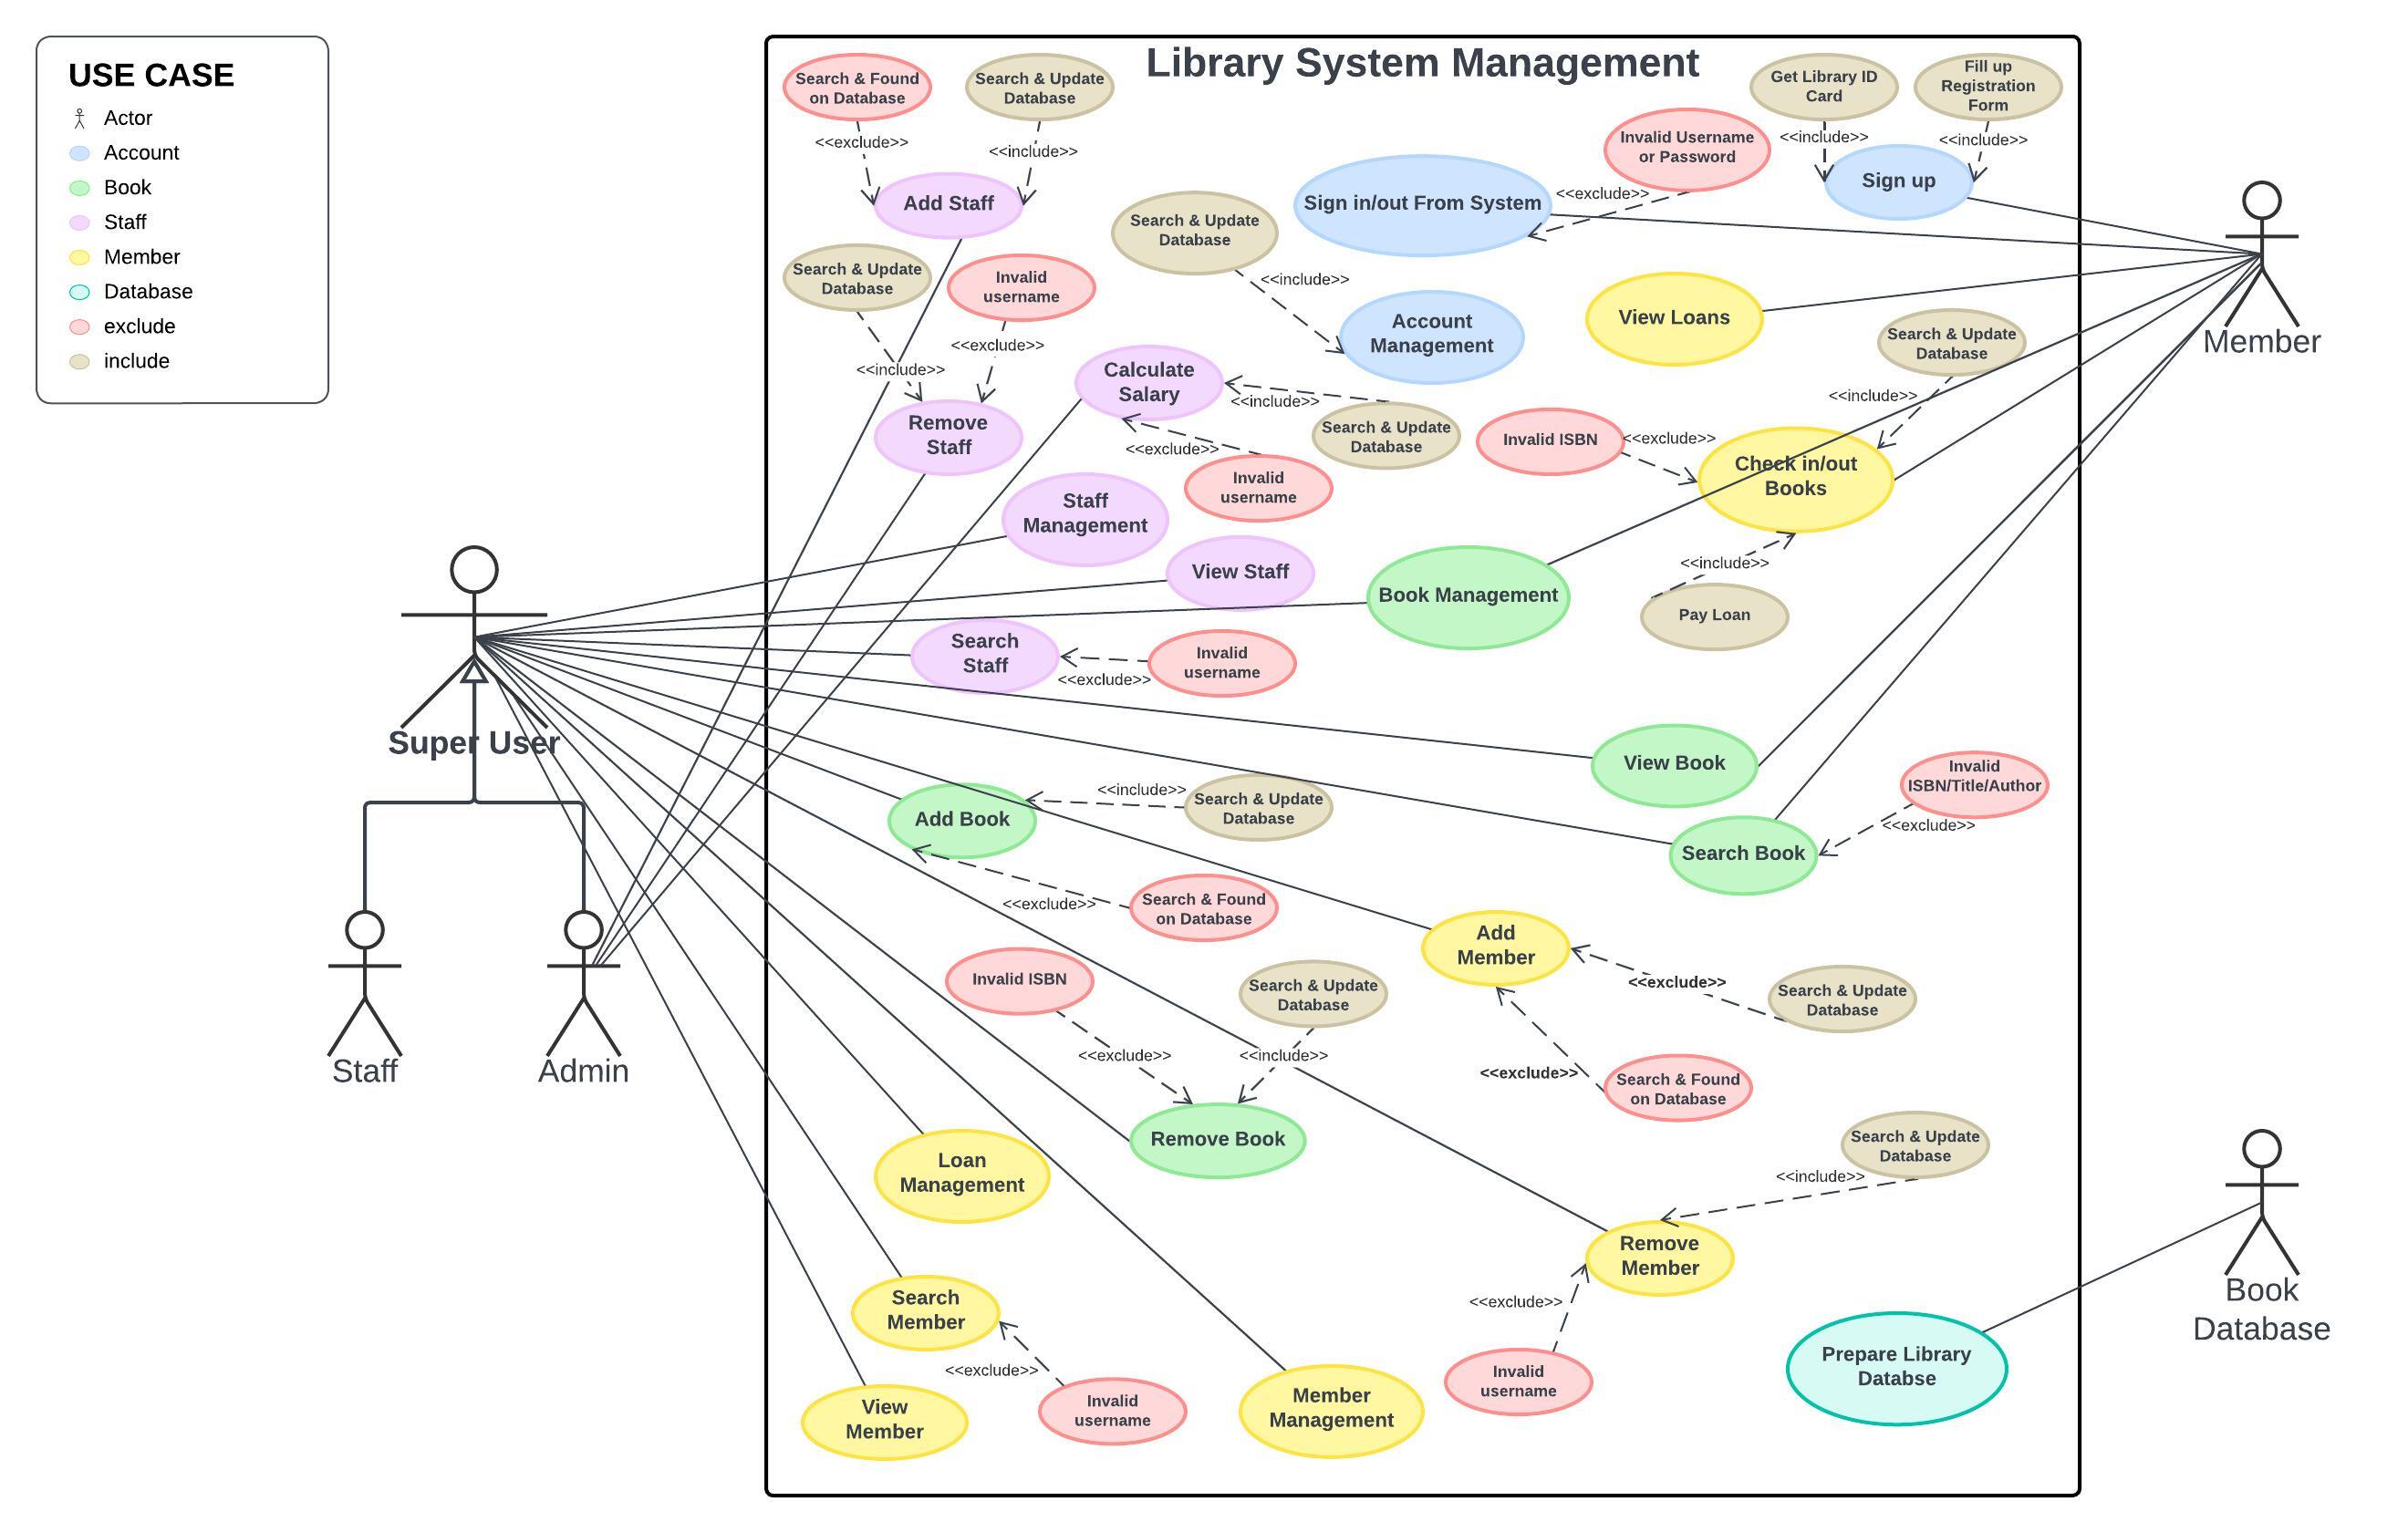 USE CASE
Actor
Account
Book
Staff
Member
Database
exclude
include
Library System Management
Search & Found
on Database
Search & Update
Database
Get Library ID
Card
Fill up
Registration
Form
<<exclude>>
<<include>>
Invalid Username
or Password
<<include>>
<<include>>
Add Staff
Sign in/out From System
<<exclude>>
Sign up
Search & Update
Database
Search & Update
Database
Invalid
username
<<include>>
Account
Management
View Loans
Search & Update
Database
Member
<<include>>
<<exclude>>
Calculate
Salary
<<include>>
Search & Update
Database
<<include>>
Remove
Staff
<<exclude>>
Invalid
username
Invalid ISBN
<<exclude>>
Check in/out
Books
Staff
Management
View Staff
Book Management
<<include>>
Pay Loan
Search
Staff
<<exclude>>
Invalid
username
Super User
View Book
Invalid
ISBN/Title/Author
<<exclude>>
Add Book
<<include>>
Search & Update
Database
Search Book
<<exclude>>
Search & Found
on Database
Add
Member
<<exclude>>
Search & Update
Database
Invalid ISBN
Search & Update
Database
<<exclude>>
<<include>>
<<exclude>>
Search & Found
on Database
Staff
Admin
Remove Book
Search & Update
Database
<<include>>
Loan
Management
Remove
Member
<<exclude>>
Invalid
username
Search
Member
<<exclude>>
Invalid
username
View
Member
Member
Management
Prepare Library
Databse
Book
Database